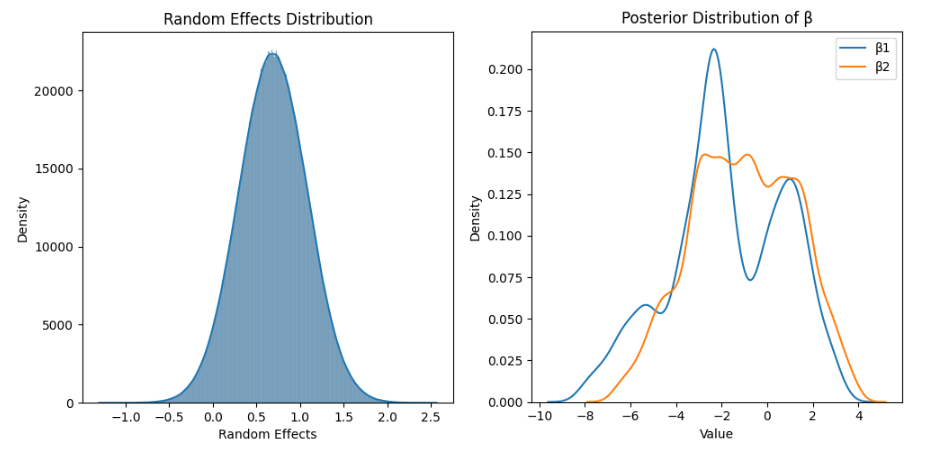 Random Effects Distribution
Density
20000
15000
10000
5000
0
−1.0 −0.5 0.0 0.5 1.0 1.5 2.0 2.5
Random Effects
Posterior Distribution of β
β1
β2
Density
0.200
0.175
0.150
0.125
0.100
0.075
0.050
0.025
0.000
−10 −8 −6 −4 −2 0 2 4
Value